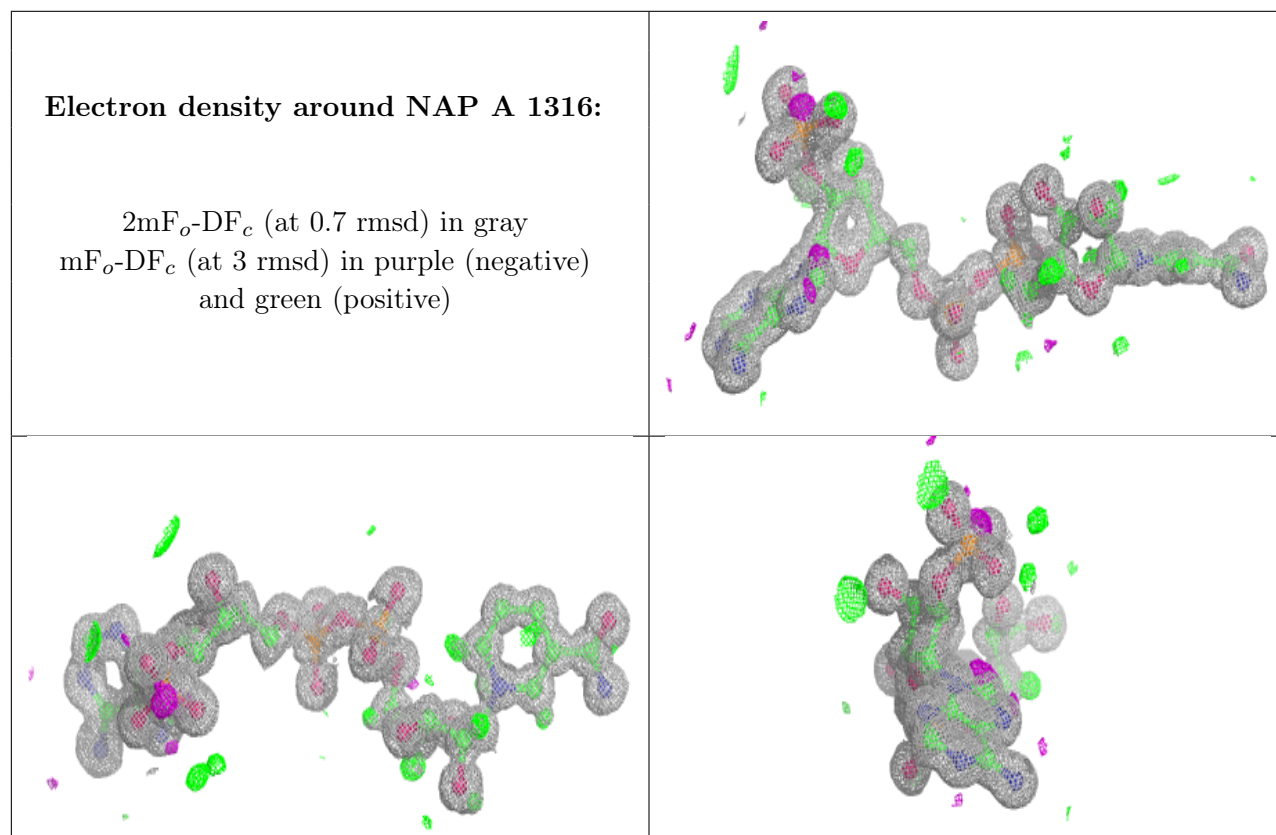 Electron density around NAP A 1316:
2mFo-DFc (at 0.7 rmsd) in gray
mFo-DFc (at 3 rmsd) in purple (negative)
and green (positive)